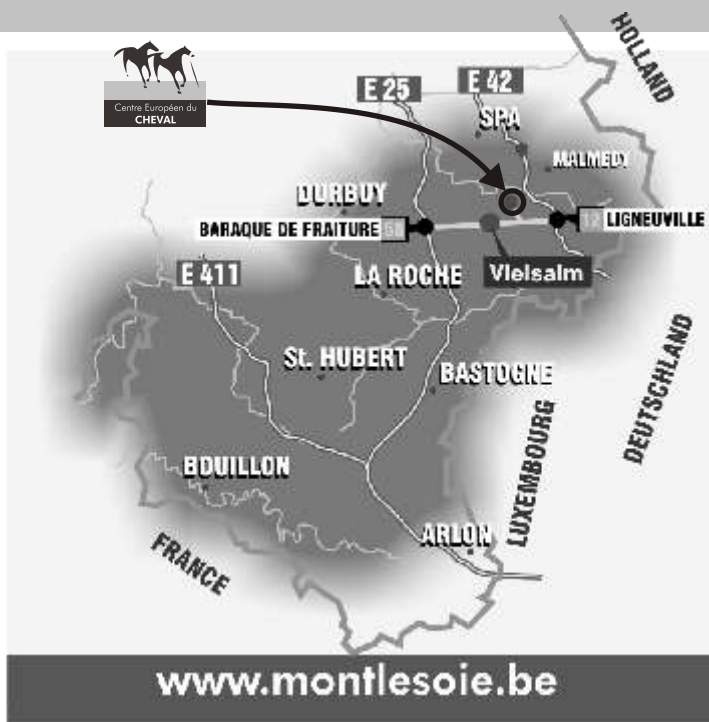 HOLLAND
Centre Européen du
CHEVAL
E 25
E 42
SPA
MALMEDY
DURBUY
BARAQUE DE FRAITURE
LIGNEUVILLE
E 411
LA ROCHE
Vielsalm
St. HUBERT
BASTOGNE
DEUTSCHLAND
LUXEMBOURG
BOUILLON
ARLON
FRANCE
www.montlesoie.be